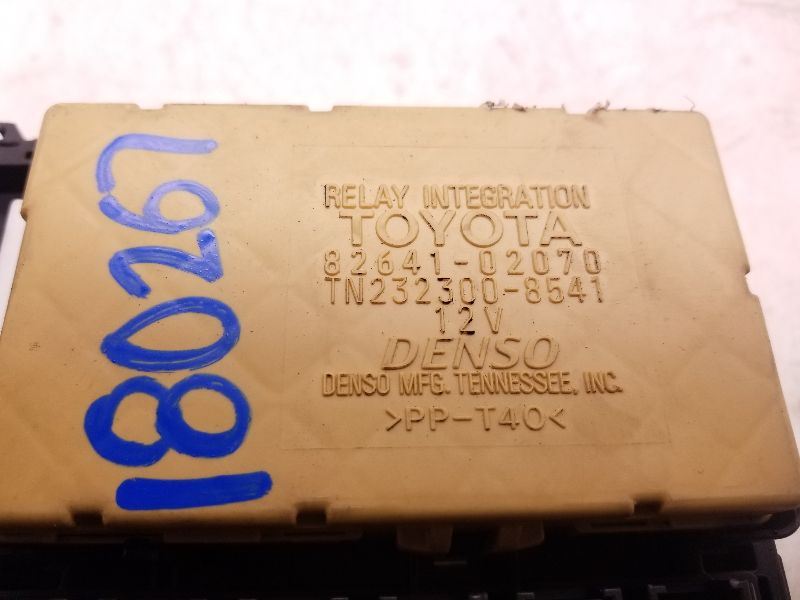 RELAY INTEGRATION
TOYOTA
82641-02070
TN232300-8541
12V
DENSO
DENSO MFG. TENNESSEE, INC.
>PP-T40<
180267